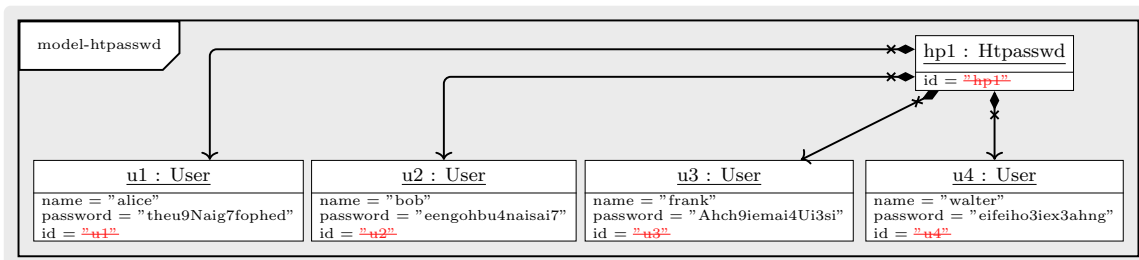 model-htpasswd
hp1 : Htpasswd
id = "hp1"
u1 : User
name = "alice"
password = "theu9Naig7fophed"
id = "u1"
u2 : User
name = "bob"
password = "eengohbu4naisai7"
id = "u2"
u3 : User
name = "frank"
password = "Ahch9iemai4Ui3si"
id = "u3"
u4 : User
name = "walter"
password = "eifeiho3iex3ahng"
id = "u4"